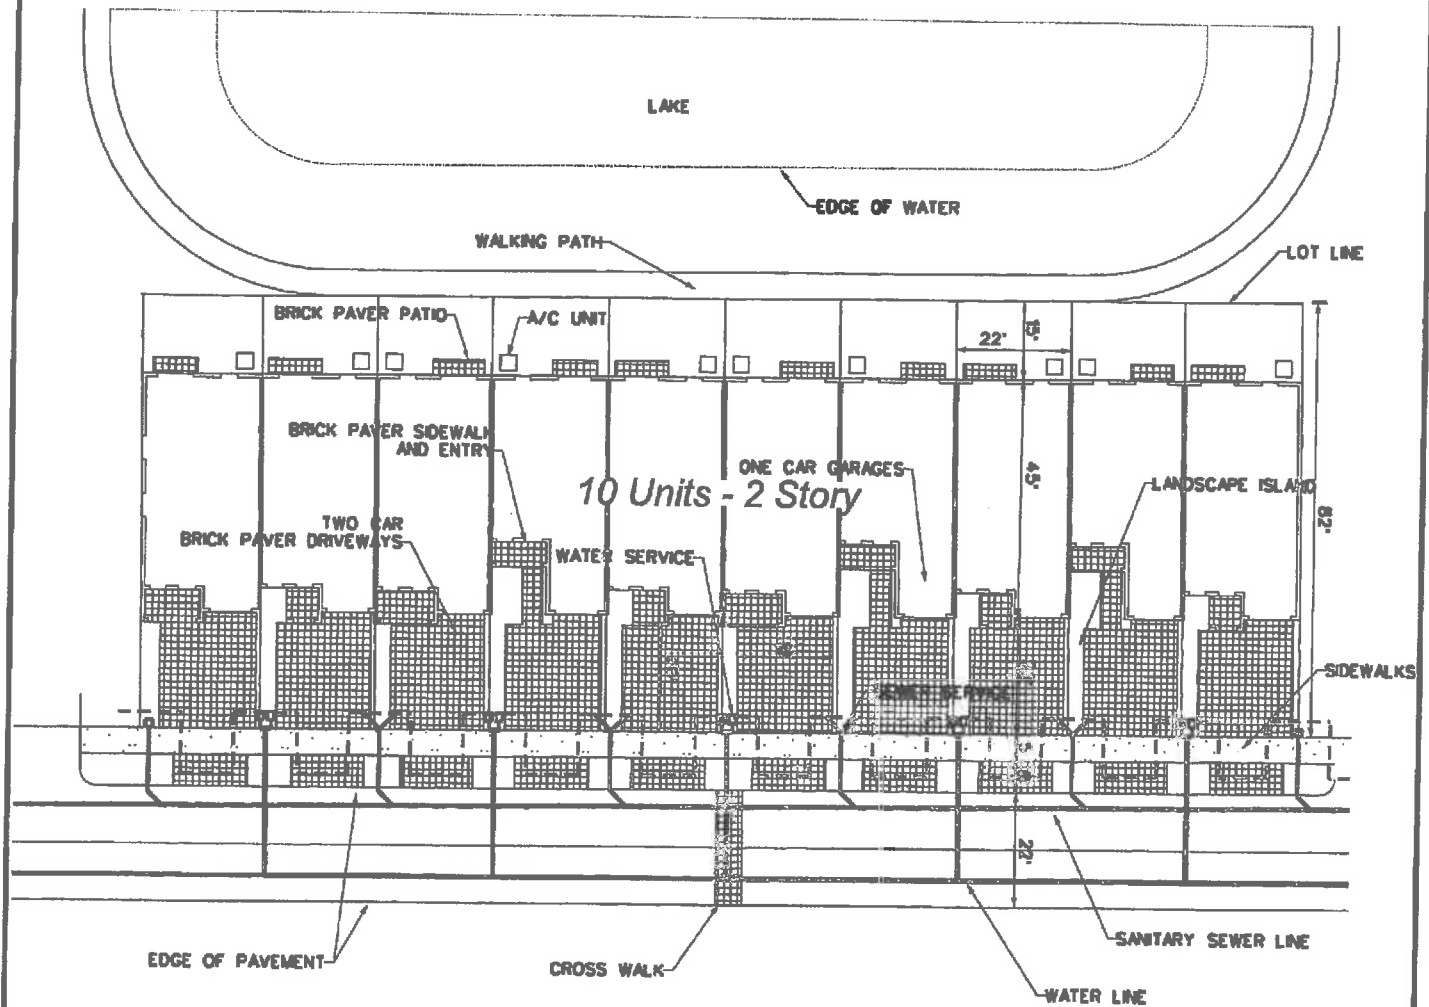 LAKE
EDGE OF WATER
WALKING PATH
LOT LINE
BRICK PAVER PATIO
A/C UNIT
15'
22'
BRICK PAVER SIDEWALK
AND ENTRY
ONE CAR GARAGES
45'
10 Units - 2 Story
LANDSCAPE ISLAND
82'
TWO CAR
BRICK PAVER DRIVEWAYS
WATER SERVICE
SIDEWALKS
SEWER SERVICE
22'
SANITARY SEWER LINE
EDGE OF PAVEMENT
CROSS WALK
WATER LINE